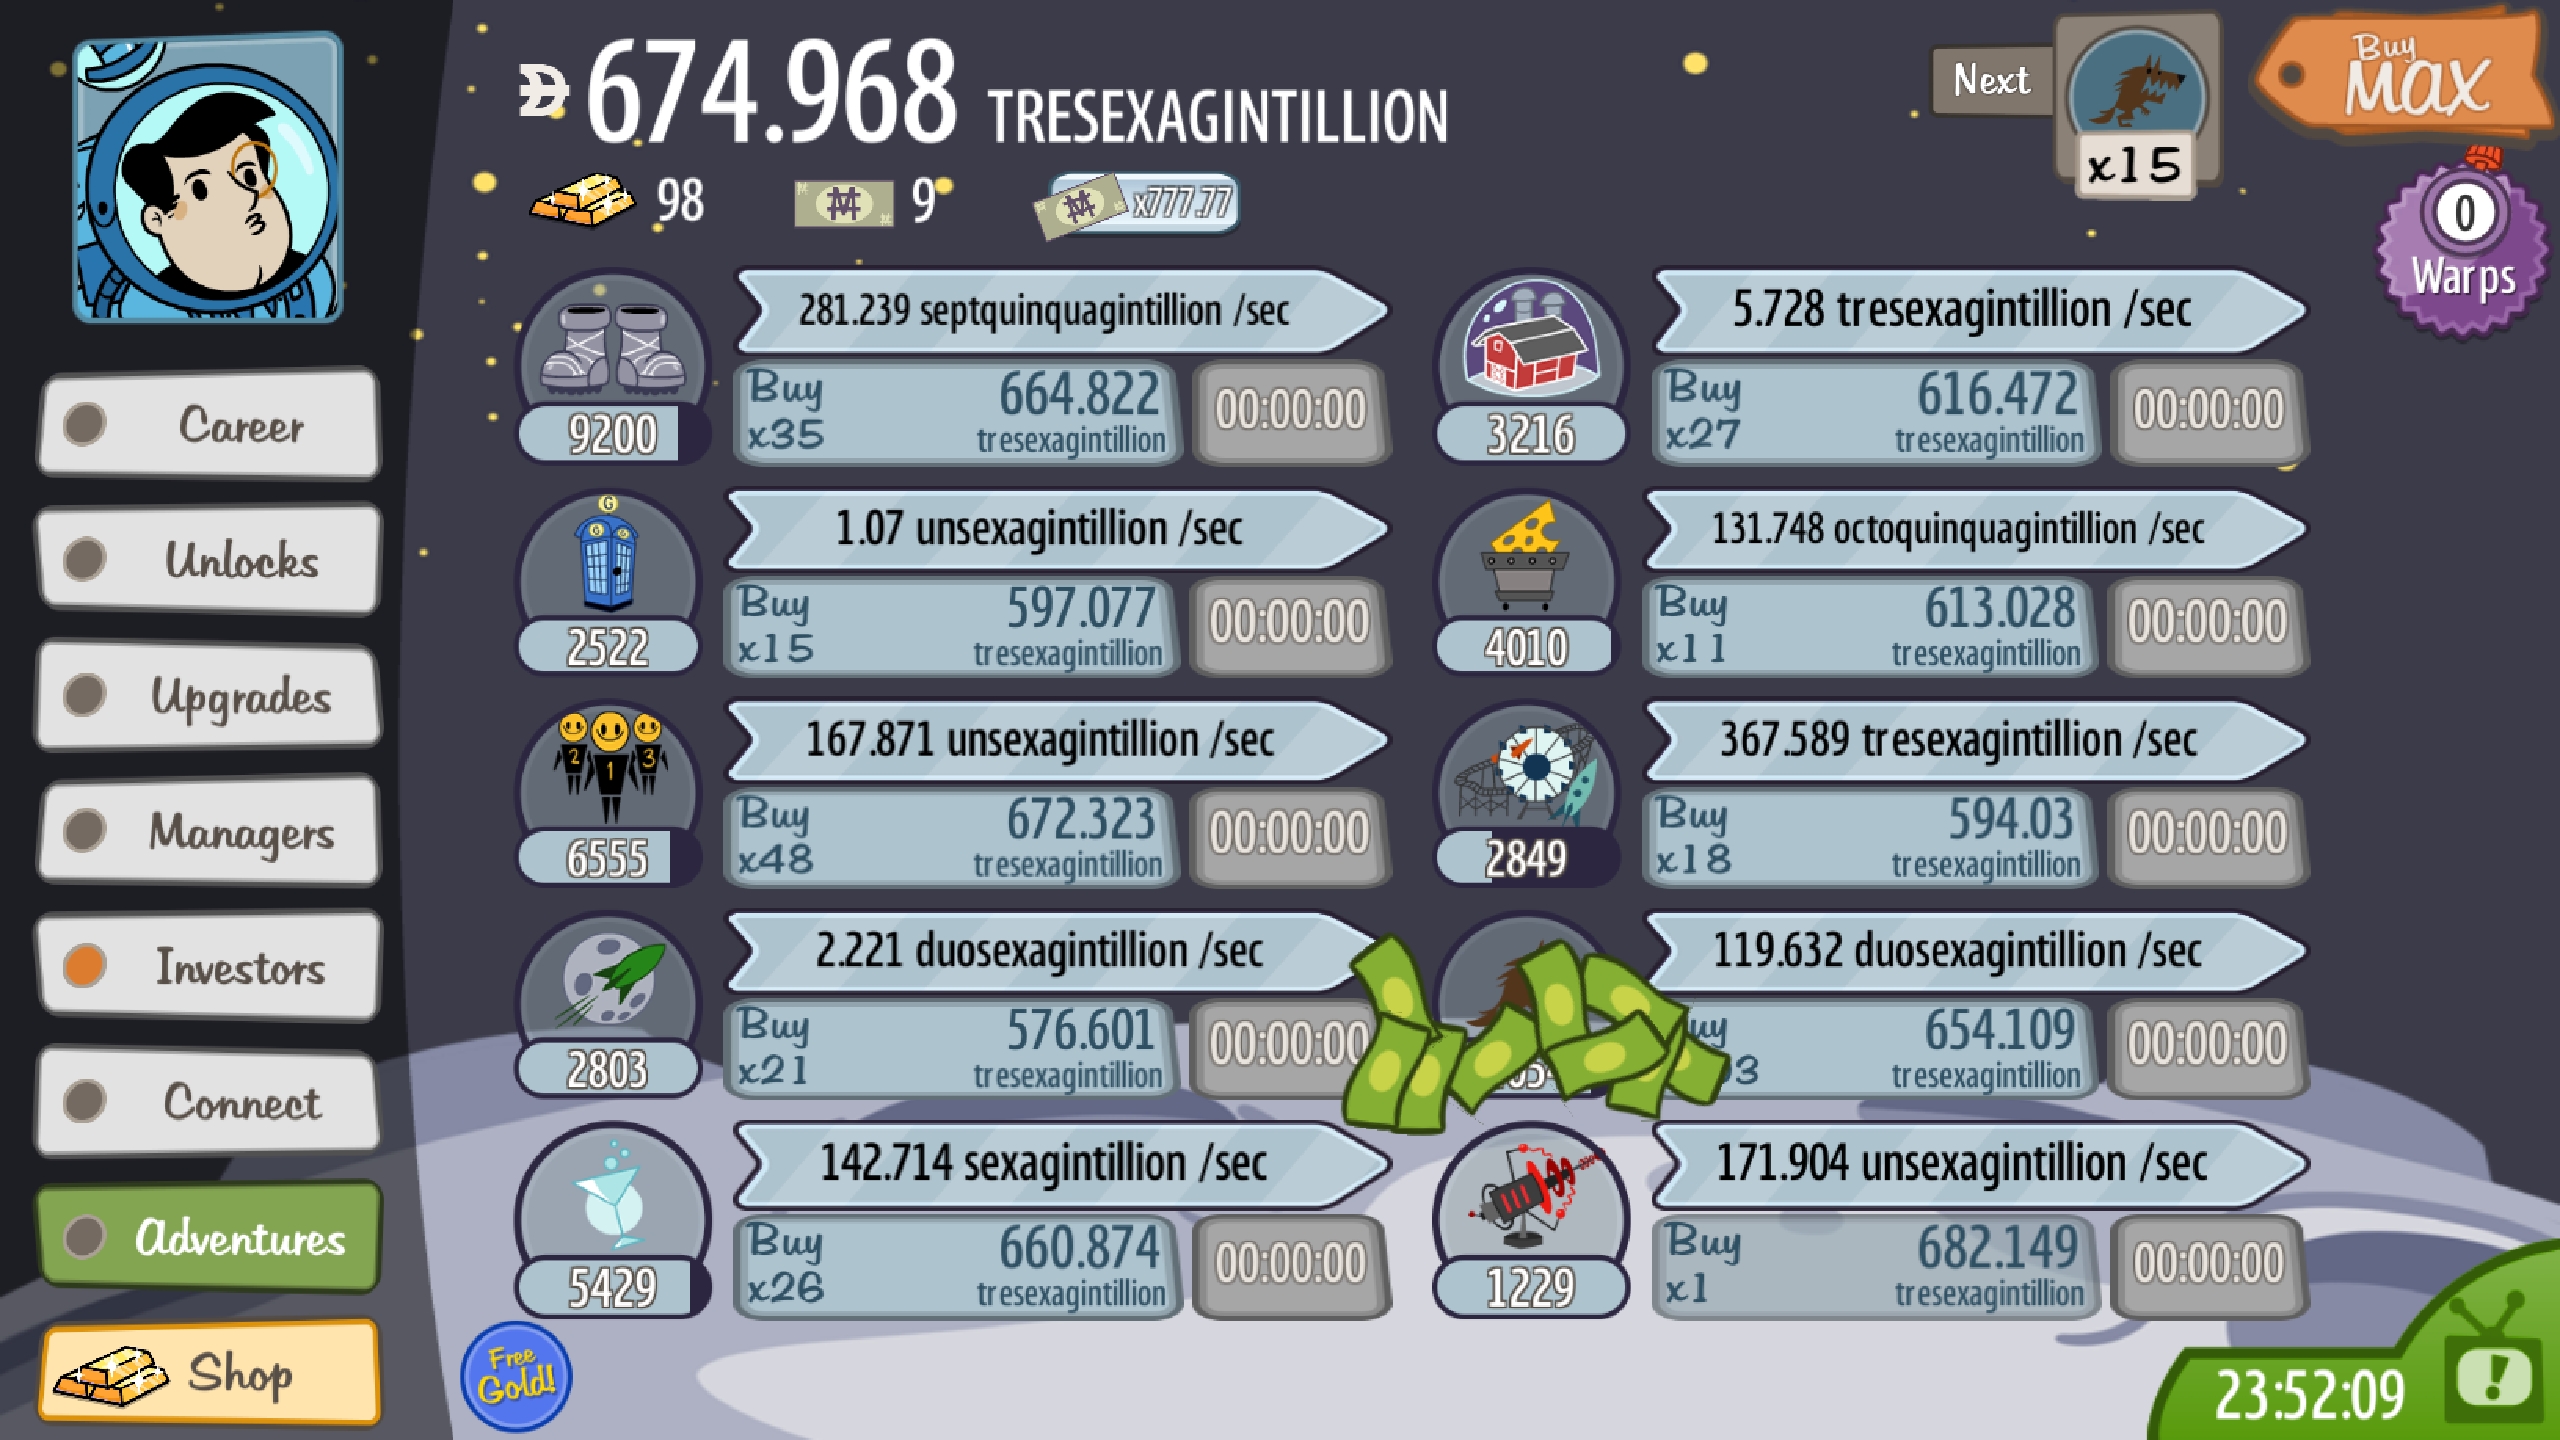 674.968 TRESEXAGINTILLION
98
9
x777.77
Next
x15
Buy
MAX
0
Warps
Career
Unlocks
Upgrades
Managers
Investors
Connect
Adventures
Shop
281.239 septquinquagintillion /sec
9200
Buy
x35
664.822
tresexagintillion
00:00:00
5.728 tresexagintillion /sec
3216
Buy
x27
616.472
tresexagintillion
00:00:00
G
G G
1.07 unsexagintillion /sec
2522
Buy
x15
597.077
tresexagintillion
00:00:00
131.748 octoquinquagintillion /sec
4010
Buy
x11
613.028
tresexagintillion
00:00:00
2 1 3
167.871 unsexagintillion /sec
6555
Buy
x48
672.323
tresexagintillion
00:00:00
367.589 tresexagintillion /sec
2849
Buy
x18
594.03
tresexagintillion
00:00:00
2.221 duosexagintillion /sec
2803
Buy
x21
576.601
tresexagintillion
00:00:00
119.632 duosexagintillion /sec
654.109
tresexagintillion
00:00:00
142.714 sexagintillion /sec
5429
Buy
x26
660.874
tresexagintillion
00:00:00
171.904 unsexagintillion /sec
1229
Buy
x1
682.149
tresexagintillion
00:00:00
Free
Gold!
23:52:09
!